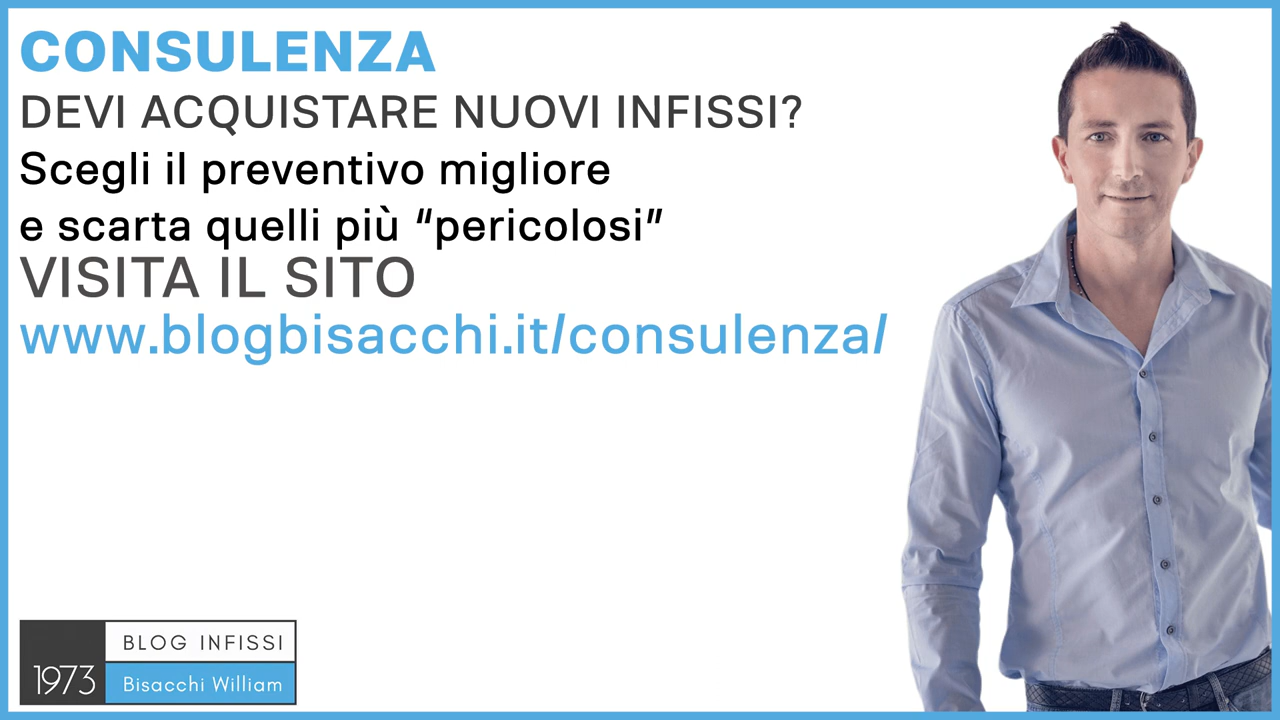 CONSULENZA
DEVI ACQUISTARE NUOVI INFISSI?
Scegli il preventivo migliore
e scarta quelli più “pericolosi”
VISITA IL SITO
www.blogbisacchi.it/consulenza/
1973
BLOG INFISSI
Bisacchi William